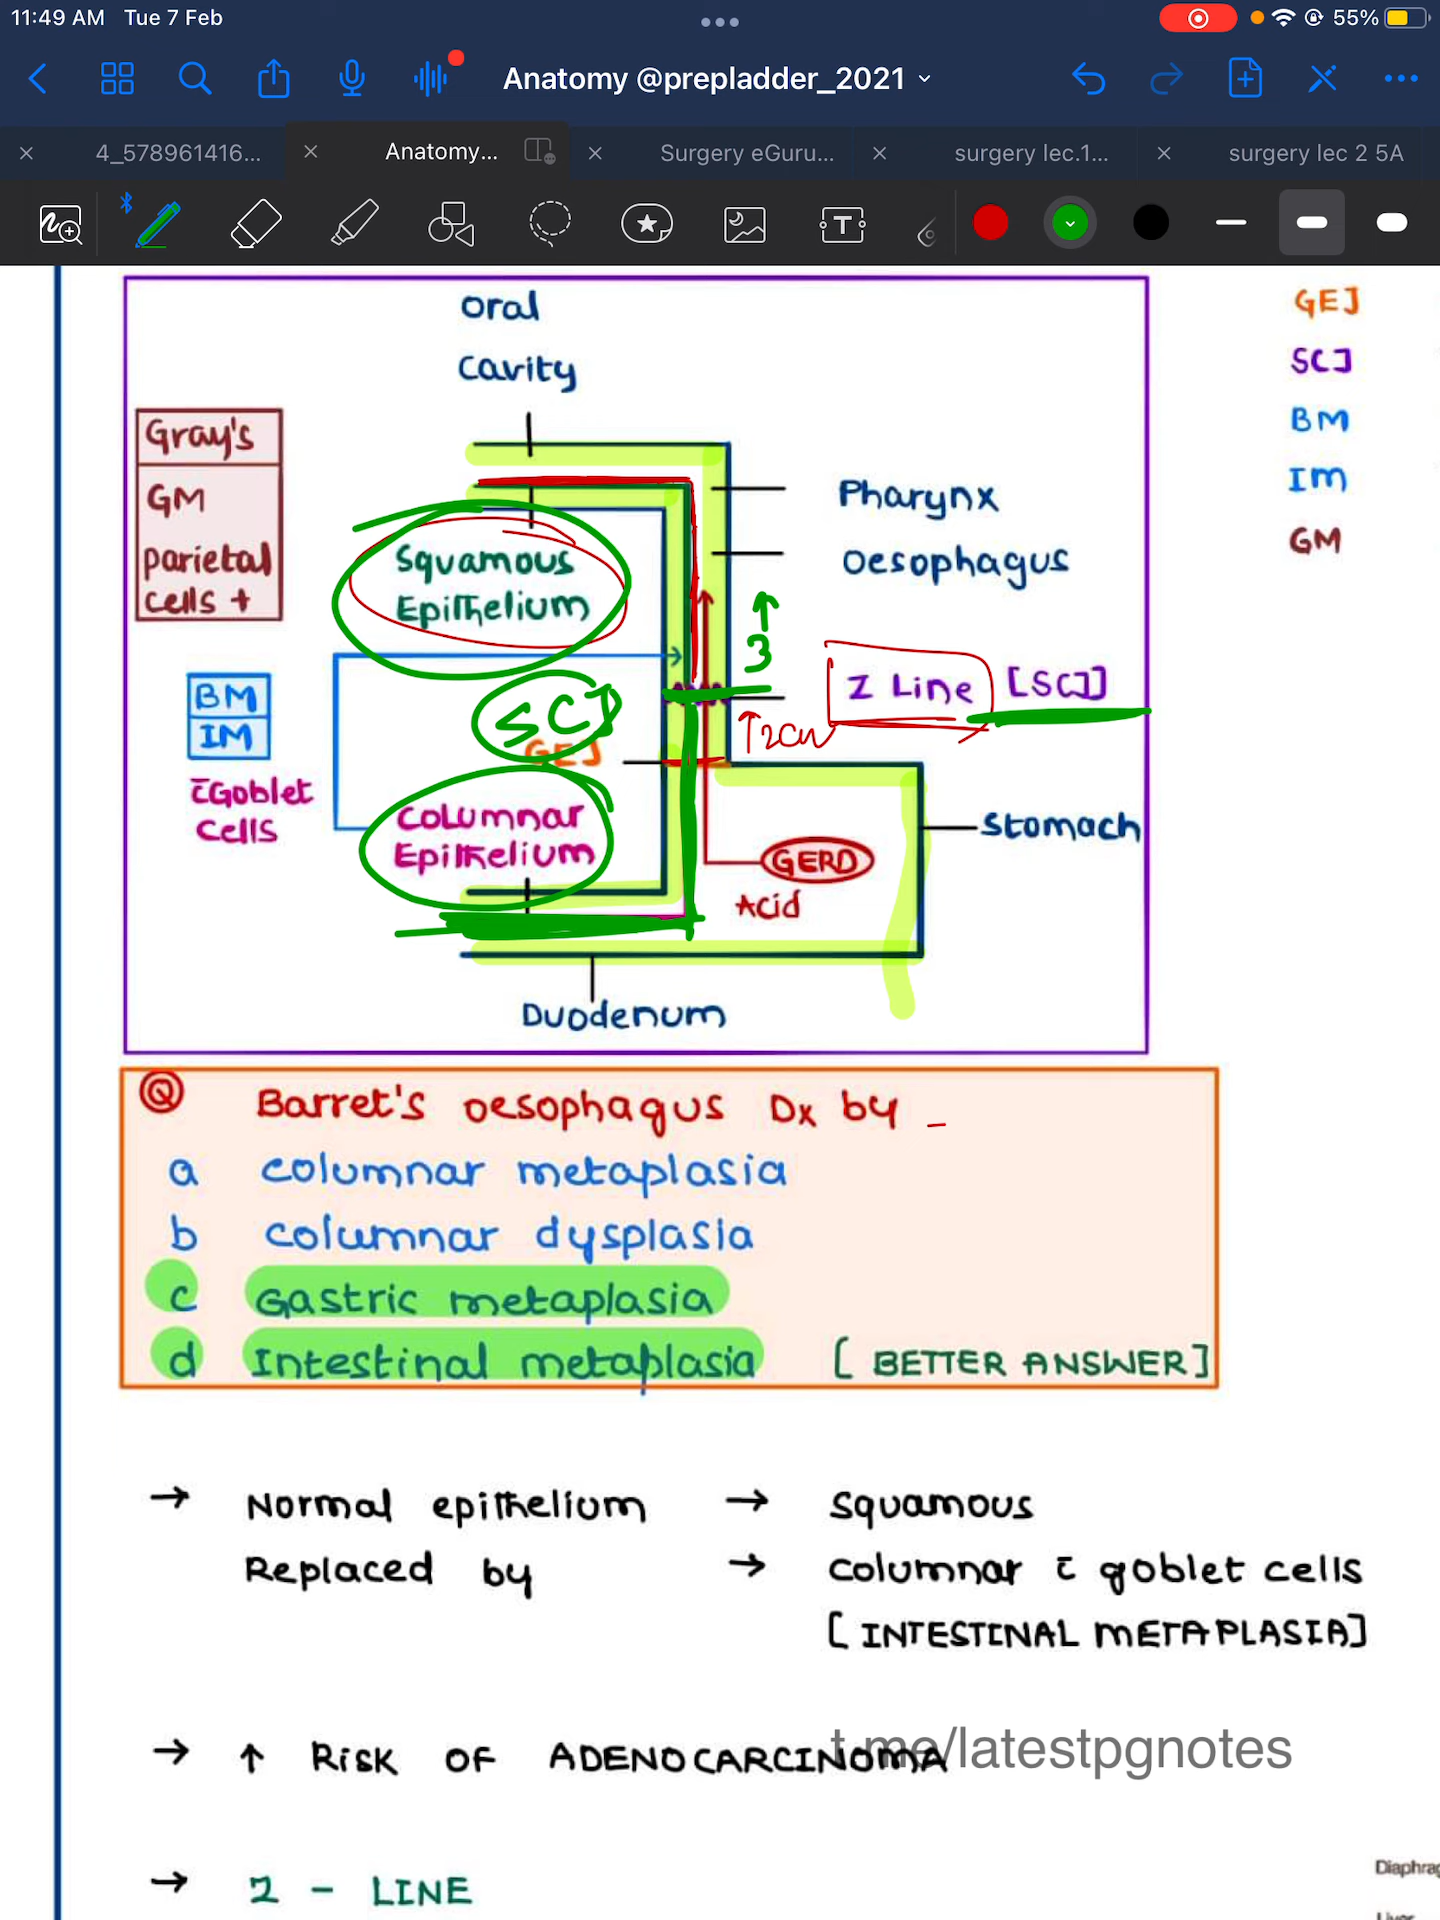 11:49 AM Tue 7 Feb
55%
Anatomy @prepladder_2021
4_578961416...
Anatomy...
Surgery eGuru...
surgery lec.1...
surgery lec 2 5A
Oral
Cavity
GEJ
SCJ
BM
IM
GM
Gray's
GM
Parietal
Cells +
Pharynx
Oesophagus
Squamous
Epithelium
3
Z Line [SCJ]
SCJ
↑2cm
GEJ
BM
IM
c̄ Goblet
Cells
Columnar
Epithelium
Stomach
GERD
Acid
Duodenum
Q Barret's oesophagus Dx by _
a columnar metaplasia
b columnar dysplasia
c Gastric metaplasia
d Intestinal metaplasia [BETTER ANSWER]
→ Normal epithelium → Squamous
Replaced by → Columnar c̄ goblet cells
[INTESTINAL METAPLASIA]
→ ↑ Risk OF ADENOCARCINOMA
t.me/latestpgnotes
→ Z - LINE